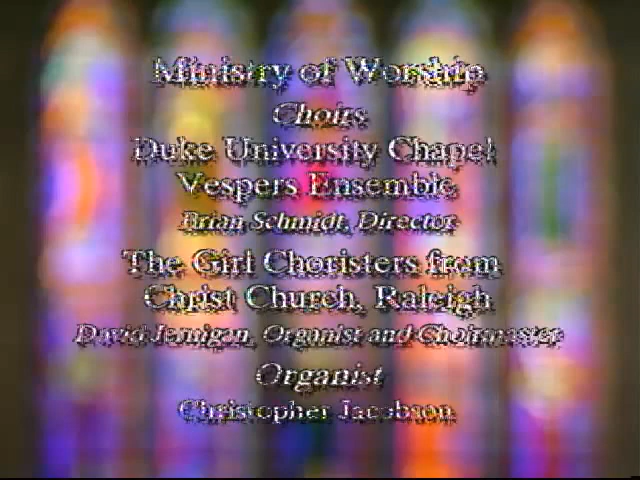 Ministry of Worship
Choirs
Duke University Chapel
Vespers Ensemble
Brian Schmidt, Director
The Girl Choristers from
Christ Church, Raleigh
David Jernigan, Organist and Choirmaster
Organist
Christopher Jacobson